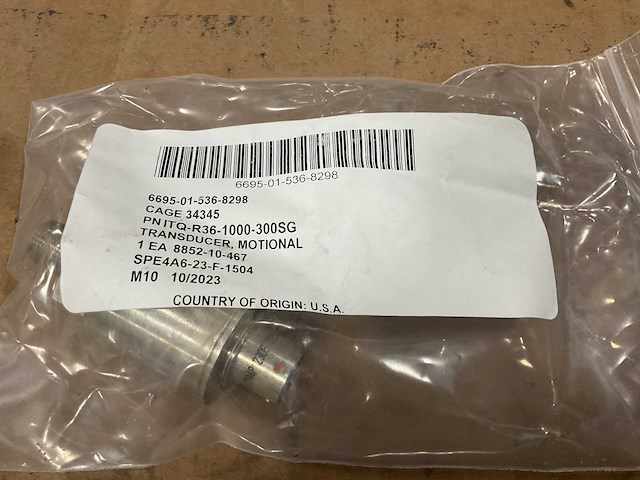 6695-01-536-8298
6695-01-536-8298
CAGE 34345
PN ITQ-R36-1000-300SG
TRANSDUCER, MOTIONAL
1 EA 8852-10-467
SPE4A6-23-F-1504
M10 10/2023
COUNTRY OF ORIGIN: U.S.A.